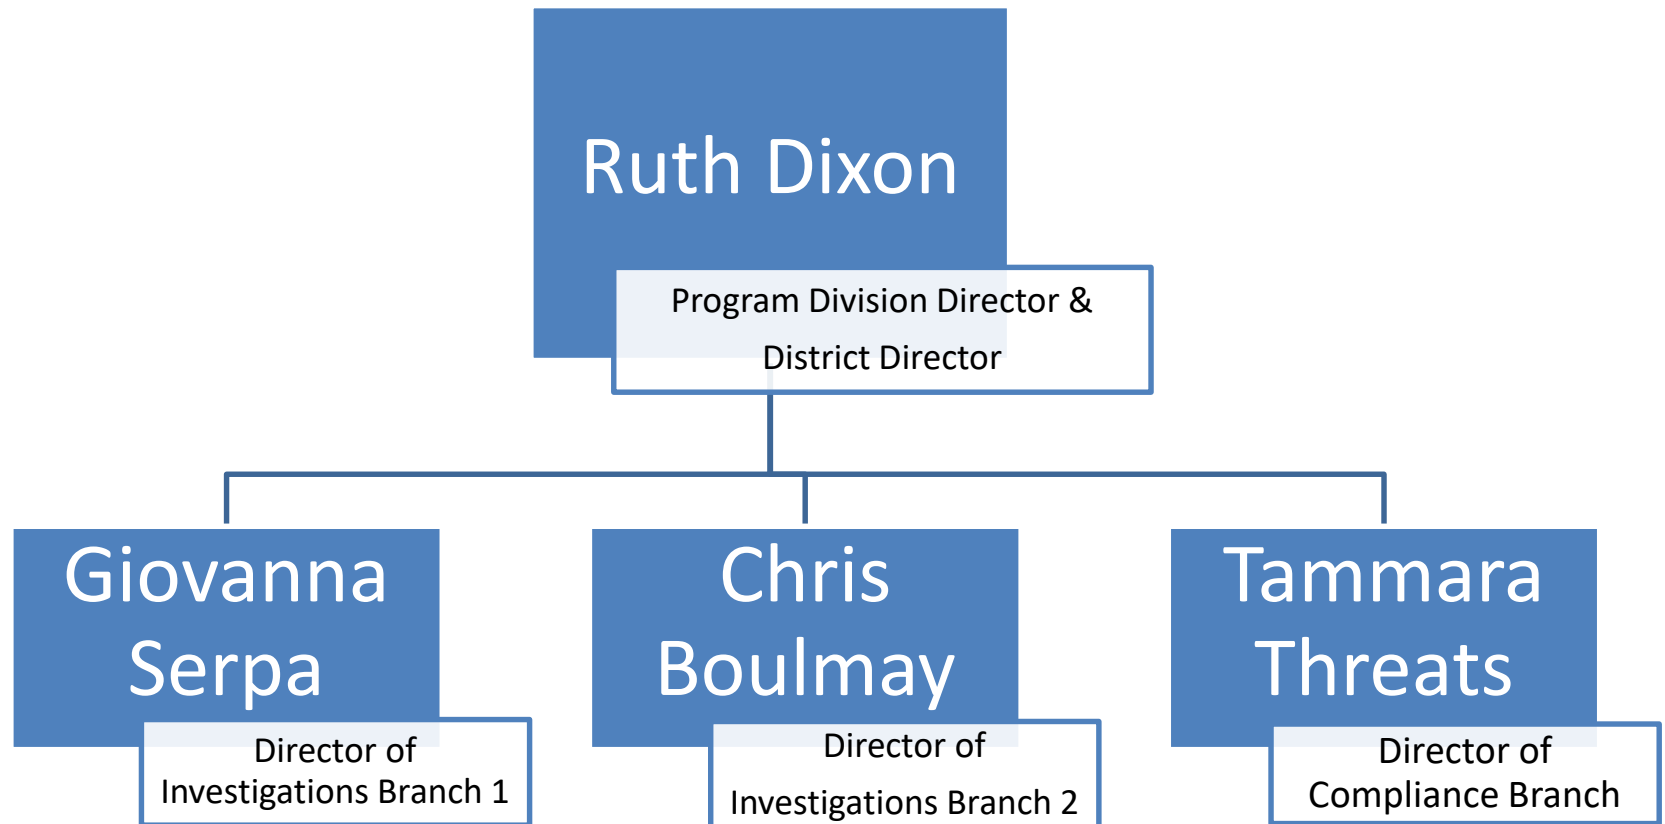 Ruth Dixon
Program Division Director &
District Director
Giovanna
Serpa
Director of
Investigations Branch 1
Chris
Boulmay
Director of
Investigations Branch 2
Tammara
Threats
Director of
Compliance Branch